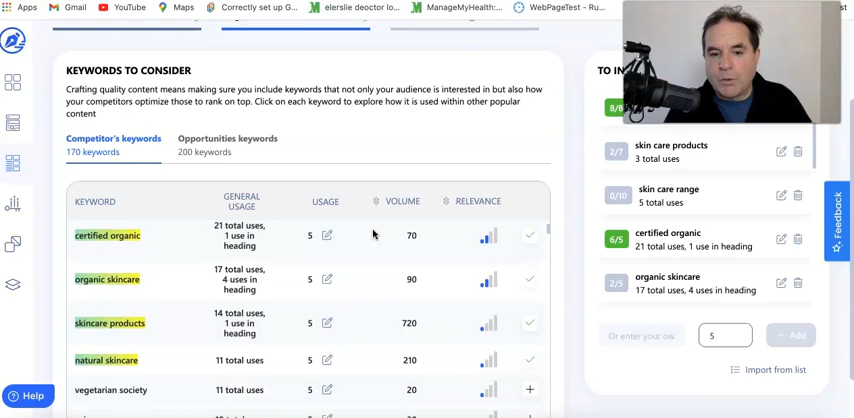 Apps
Gmail
YouTube
Maps
Correctly set up G...
elerslie deoctor lo...
ManageMyHealth:...
WebPageTest - Ru...
st
KEYWORDS TO CONSIDER
Crafting quality content means making sure you include keywords that not only your audience is interested in but also how
your competitors optimize those to rank on top. Click on each keyword to explore how it is used within other popular
content
Competitor's keywords
170 keywords
Opportunities keywords
200 keywords
KEYWORD
GENERAL
USAGE
USAGE
VOLUME
RELEVANCE
certified organic
21 total uses,
1 use in
heading
5
70
organic skincare
17 total uses,
4 uses in
heading
5
90
skincare products
14 total uses,
1 use in
heading
5
720
natural skincare
11 total uses
5
210
vegetarian society
11 total uses
5
20
TO IN
8/8
2/7
skin care products
3 total uses
0/10
skin care range
5 total uses
6/5
certified organic
21 total uses, 1 use in heading
2/5
organic skincare
17 total uses, 4 uses in heading
Or enter your ow
5
+ Add
Import from list
Feedback
Help